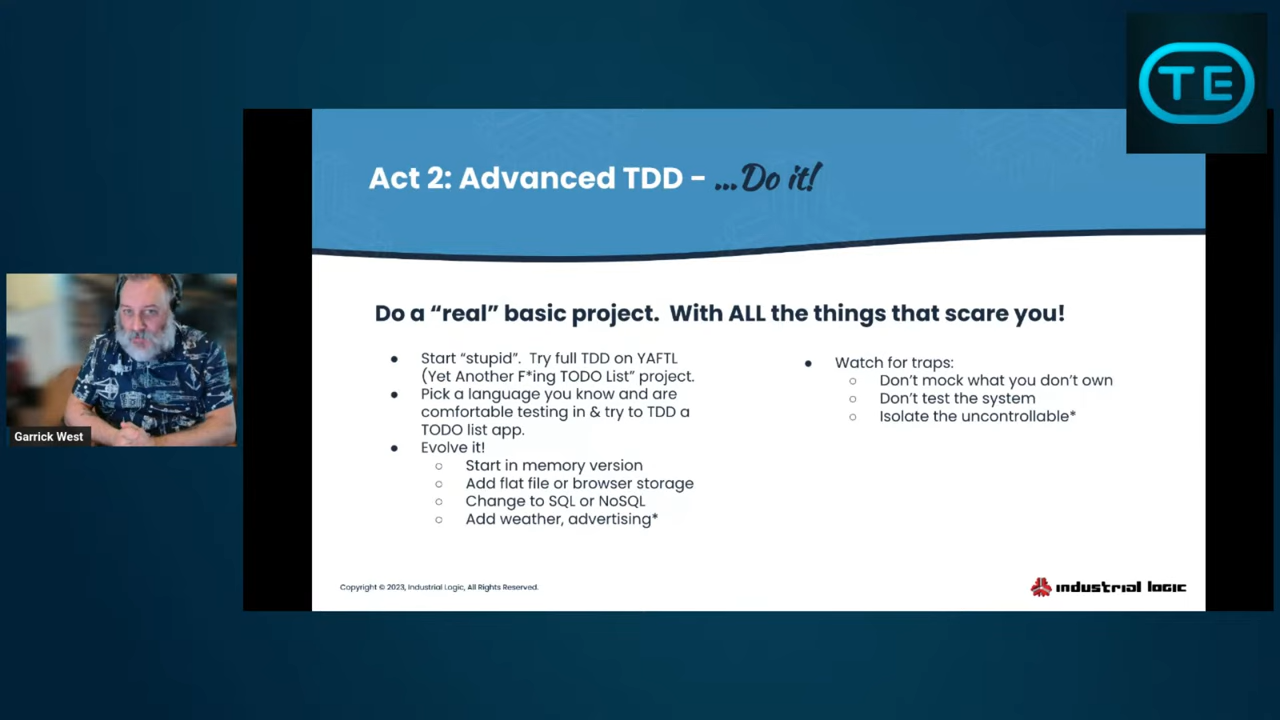 TE
Act 2: Advanced TDD - ...Do it!
Do a “real” basic project.  With ALL the things that scare you!
● Start “stupid”.  Try full TDD on YAFTL
(Yet Another F*ing TODO List” project.
● Pick a language you know and are
comfortable testing in & try to TDD a
TODO list app.
● Evolve it!
○ Start in memory version
○ Add flat file or browser storage
○ Change to SQL or NoSQL
○ Add weather, advertising*
● Watch for traps:
○ Don’t mock what you don’t own
○ Don’t test the system
○ Isolate the uncontrollable*
Garrick West
Copyright © 2023, Industrial Logic, All Rights Reserved.
industrial logic